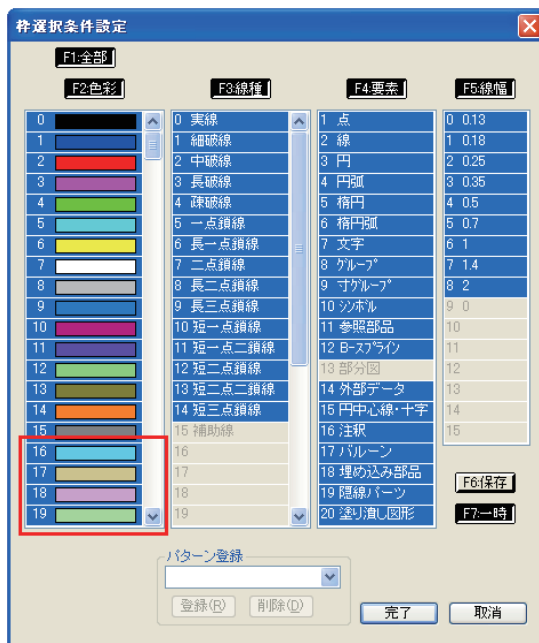 枠選択条件設定
F1:全部
F2:色彩
0
1
2
3
4
5
6
7
8
9
10
11
12
13
14
15
16
17
18
19
F3:線種
0 実線
1 細破線
2 中破線
3 長破線
4 疎破線
5 一点鎖線
6 長一点鎖線
7 二点鎖線
8 長二点鎖線
9 長三点鎖線
10 短一点鎖線
11 短一点二鎖線
12 短二点鎖線
13 短二点二鎖線
14 短三点鎖線
15 補助線
16
17
18
19
F4:要素
1 点
2 線
3 円
4 円弧
5 楕円
6 楕円弧
7 文字
8 ｸﾞﾙｰﾌﾟ
9 寸ｸﾞﾙｰﾌﾟ
10 ｼﾝﾎﾞﾙ
11 参照部品
12 B-ｽﾌﾟﾗｲﾝ
13 部分図
14 外部データ
15 円中心線・十字
16 注釈
17 バルーン
18 埋め込み部品
19 隠線パーツ
20 塗り潰し図形
F5:線幅
0 0.13
1 0.18
2 0.25
3 0.35
4 0.5
5 0.7
6 1
7 1.4
8 2
9 0
10
11
12
13
14
15
F6:保存
F7:一時
パターン登録
登録(R)
削除(D)
完了
取消